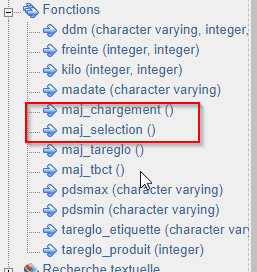 Fonctions
ddm (character varying, integer,
freinte (integer, integer)
kilo (integer, integer)
madate (character varying)
maj_chargement ()
maj_selection ()
maj_tareglo ()
maj_tbct ()
pdsmax (character varying)
pdsmin (character varying)
tareglo_etiquette (character varying)
tareglo_produit (integer)
Recherche textuelle